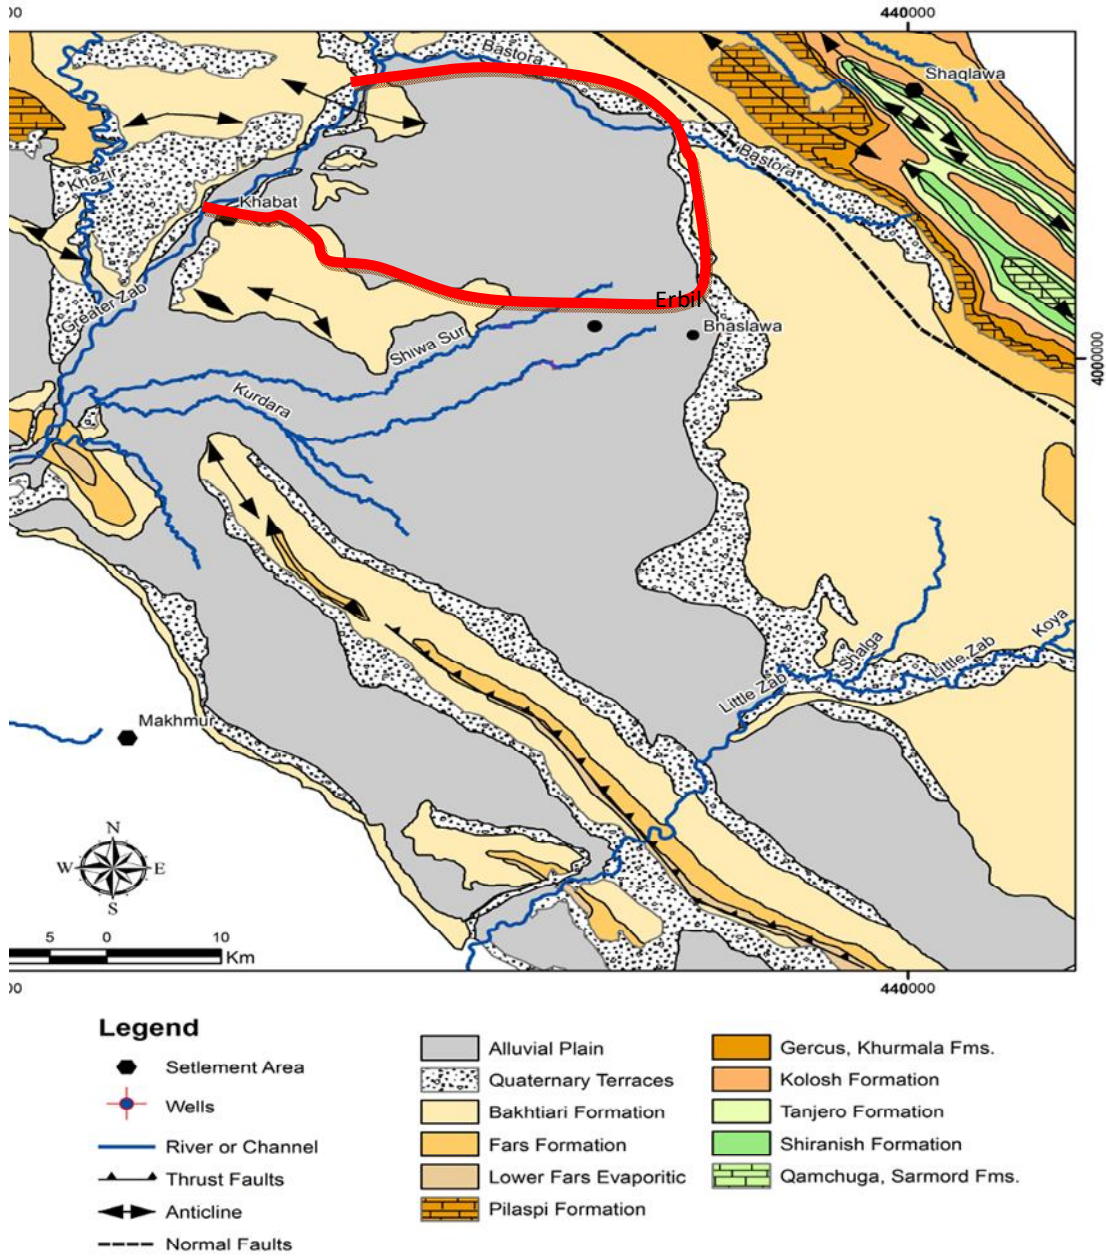 00
440000
Bastora
Shaqlawa
Bastora
Khazir
Khabat
Greater Zab
Erbil
Bnaslawa
Shiwa Sur
4000000
Kurdara
Koya
Shalga
Little Zab
Little Zab
Makhmur
N
W E
S
5 0 10
Km
00
440000
Legend
Setlement Area
Wells
River or Channel
Thrust Faults
Anticline
Normal Faults
Alluvial Plain
Quaternary Terraces
Bakhtiari Formation
Fars Formation
Lower Fars Evaporitic
Pilaspi Formation
Gercus, Khurmala Fms.
Kolosh Formation
Tanjero Formation
Shiranish Formation
Qamchuga, Sarmord Fms.